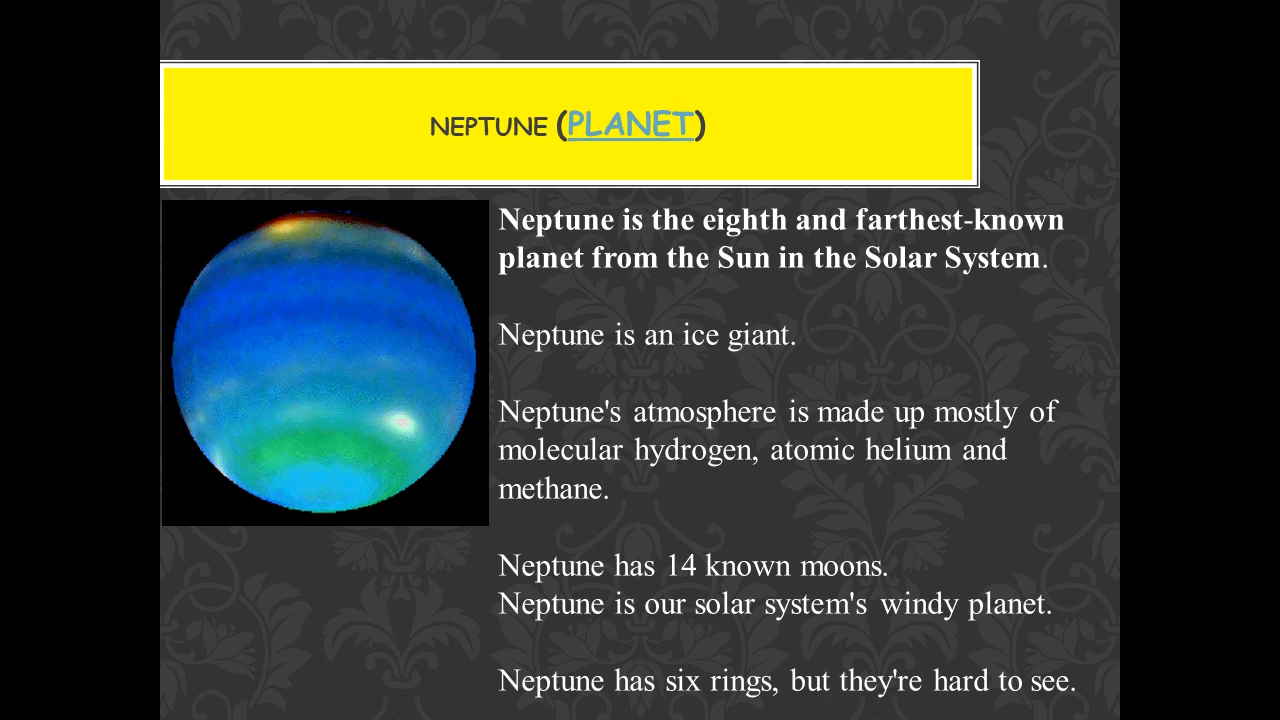 NEPTUNE (PLANET)
Neptune is the eighth and farthest-known
planet from the Sun in the Solar System.
Neptune is an ice giant.
Neptune's atmosphere is made up mostly of
molecular hydrogen, atomic helium and
methane.
Neptune has 14 known moons.
Neptune is our solar system's windy planet.
Neptune has six rings, but they're hard to see.